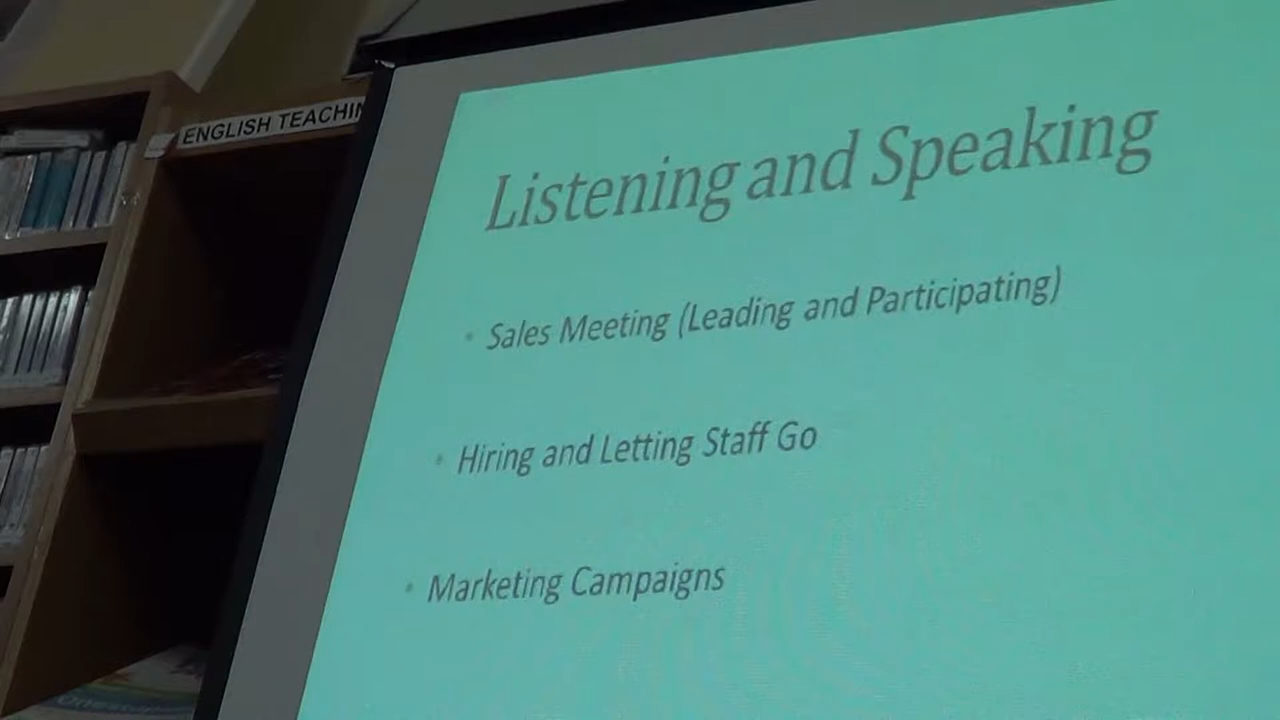 ENGLISH TEACHIN
Listening and Speaking
• Sales Meeting (Leading and Participating)
• Hiring and Letting Staff Go
• Marketing Campaigns